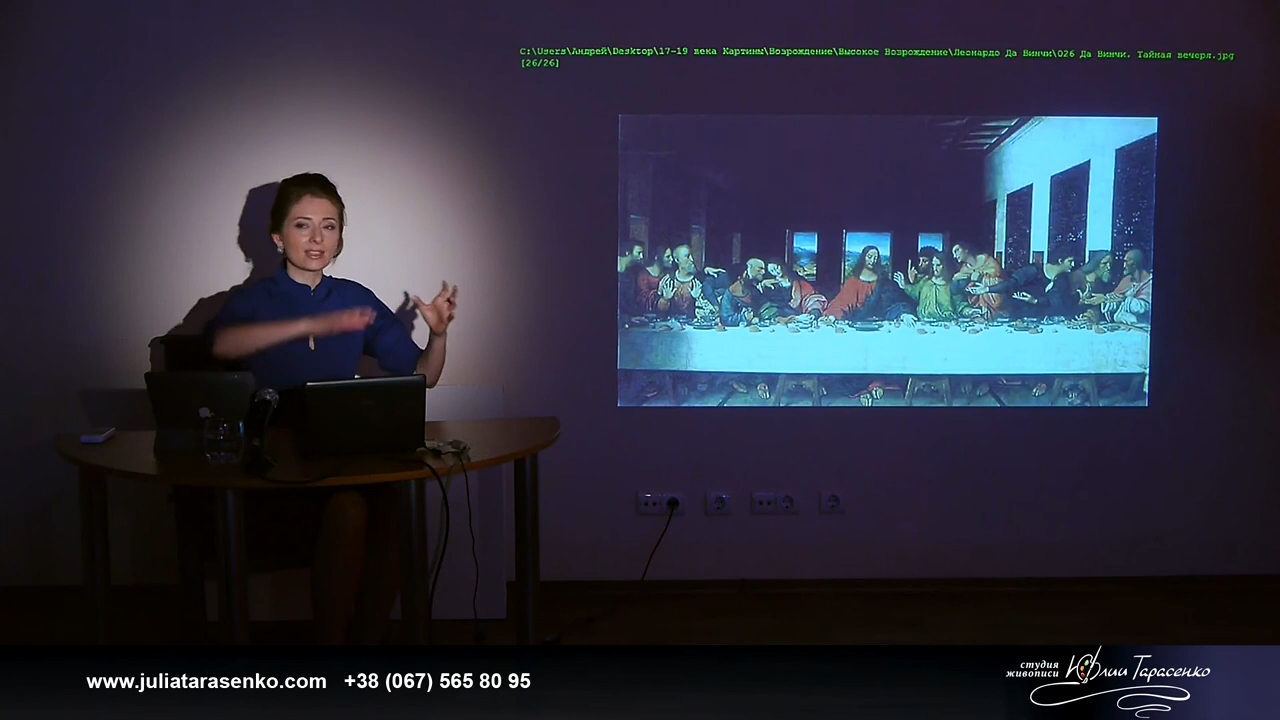 C:\Users\Андрей\Desktop\17-19 века Картины\Возрождение\Высокое Возрождение\Леонардо Да Винчи\026 Да Винчи. Тайная вечеря.jpg
[26/26]
www.juliatarasenko.com +38 (067) 565 80 95
студия
живописи
Юлии Тарасенко